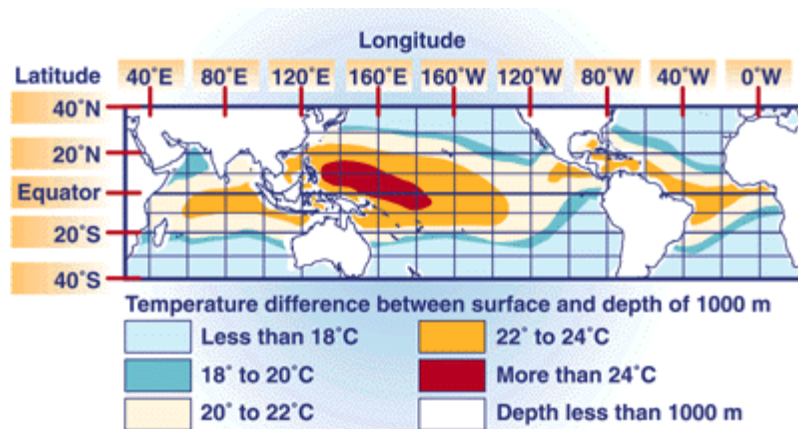 Longitude
Latitude 40˚E 80˚E 120˚E 160˚E 160˚W 120˚W 80˚W 40˚W 0˚W
40˚N
20˚N
Equator
20˚S
40˚S
Temperature difference between surface and depth of 1000 m
Less than 18˚C 22˚ to 24˚C
18˚ to 20˚C More than 24˚C
20˚ to 22˚C Depth less than 1000 m